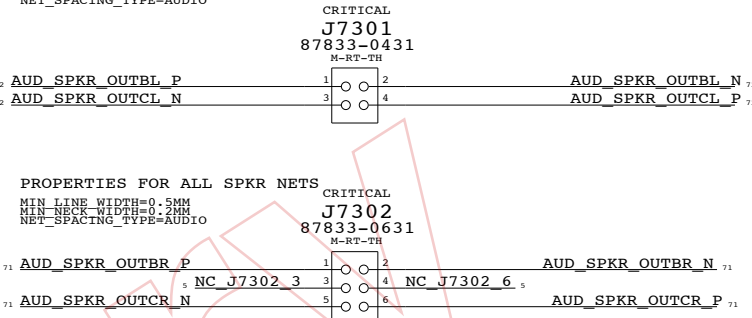 NET_SPACING_TYPE=AUDIO
CRITICAL
J7301
87833-0431
M-RT-TH
AUD_SPKR_OUTBL_P 1 2 AUD_SPKR_OUTBL_N
AUD_SPKR_OUTCL_N 3 4 AUD_SPKR_OUTCL_P
PROPERTIES FOR ALL SPKR NETS
MIN_LINE_WIDTH=0.5MM
MIN_NECK_WIDTH=0.2MM
NET_SPACING_TYPE=AUDIO
CRITICAL
J7302
87833-0631
M-RT-TH
71 AUD_SPKR_OUTBR_P 1 2 AUD_SPKR_OUTBR_N 71
5 NC_J7302_3 3 4 NC_J7302_6 5
71 AUD_SPKR_OUTCR_N 5 6 AUD_SPKR_OUTCR_P 71